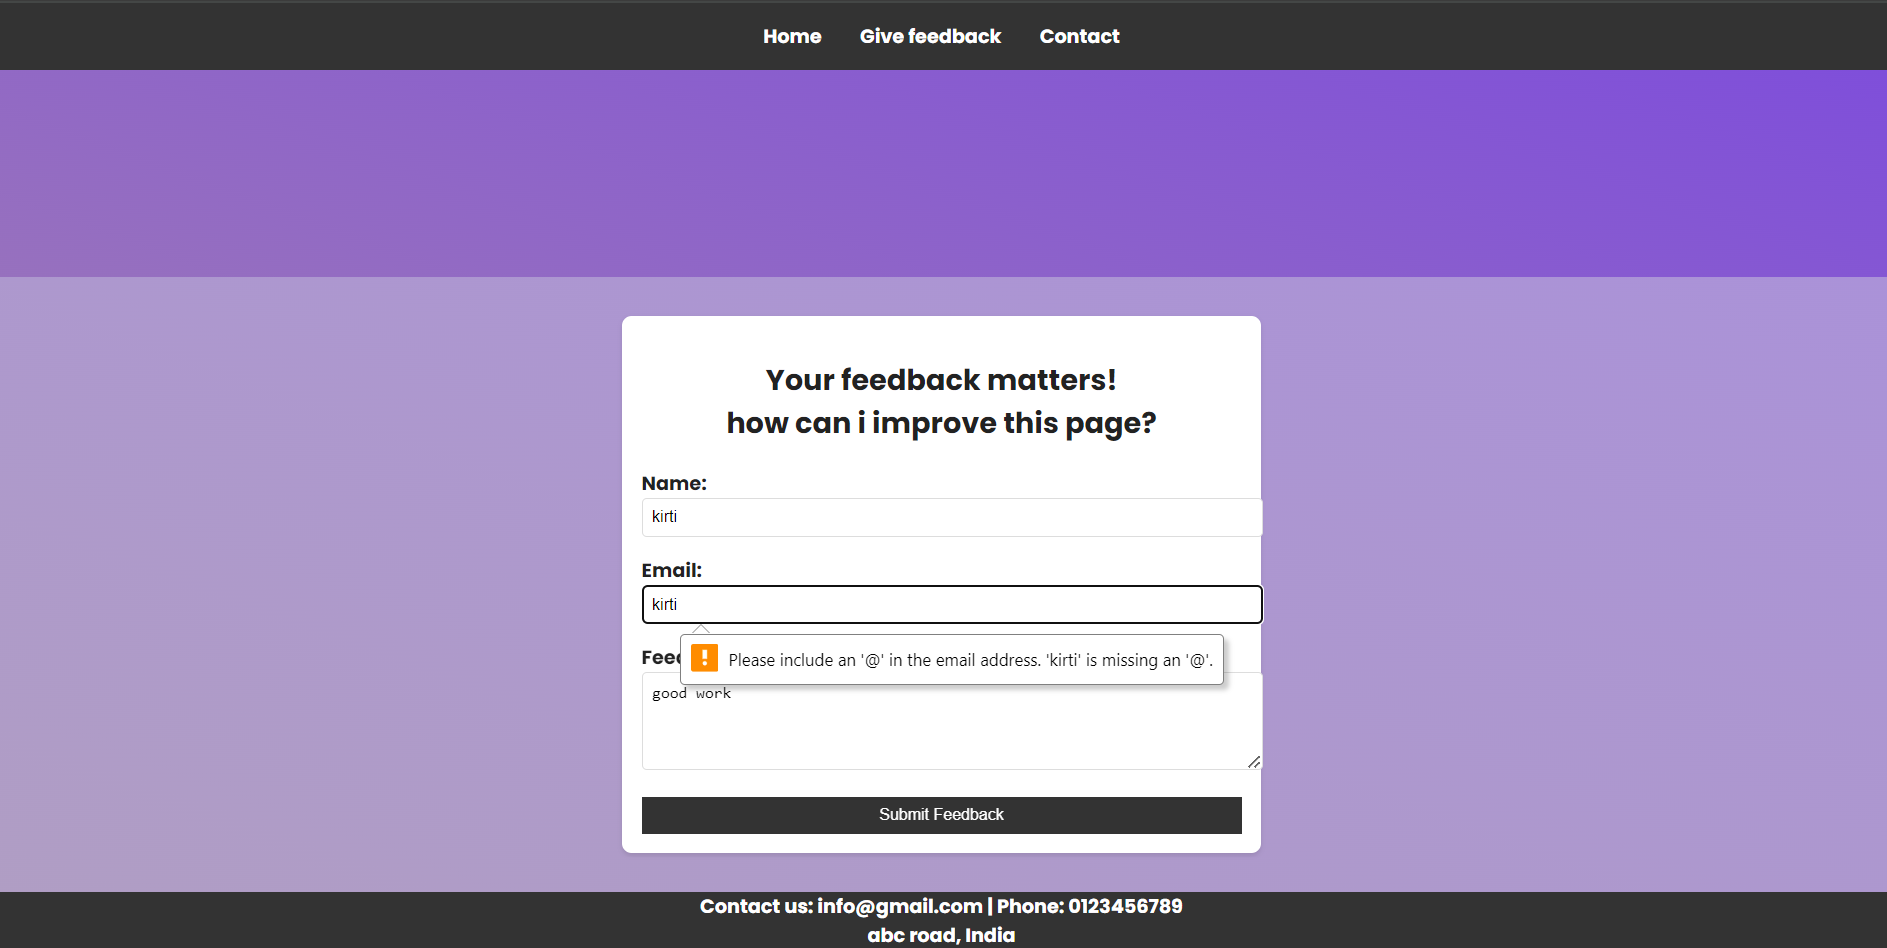 Home Give feedback Contact
Your feedback matters!
how can i improve this page?
Name:
kirti
Email:
kirti
Please include an '@' in the email address. 'kirti' is missing an '@'.
good work
Submit Feedback
Contact us: info@gmail.com | Phone: 0123456789
abc road, India